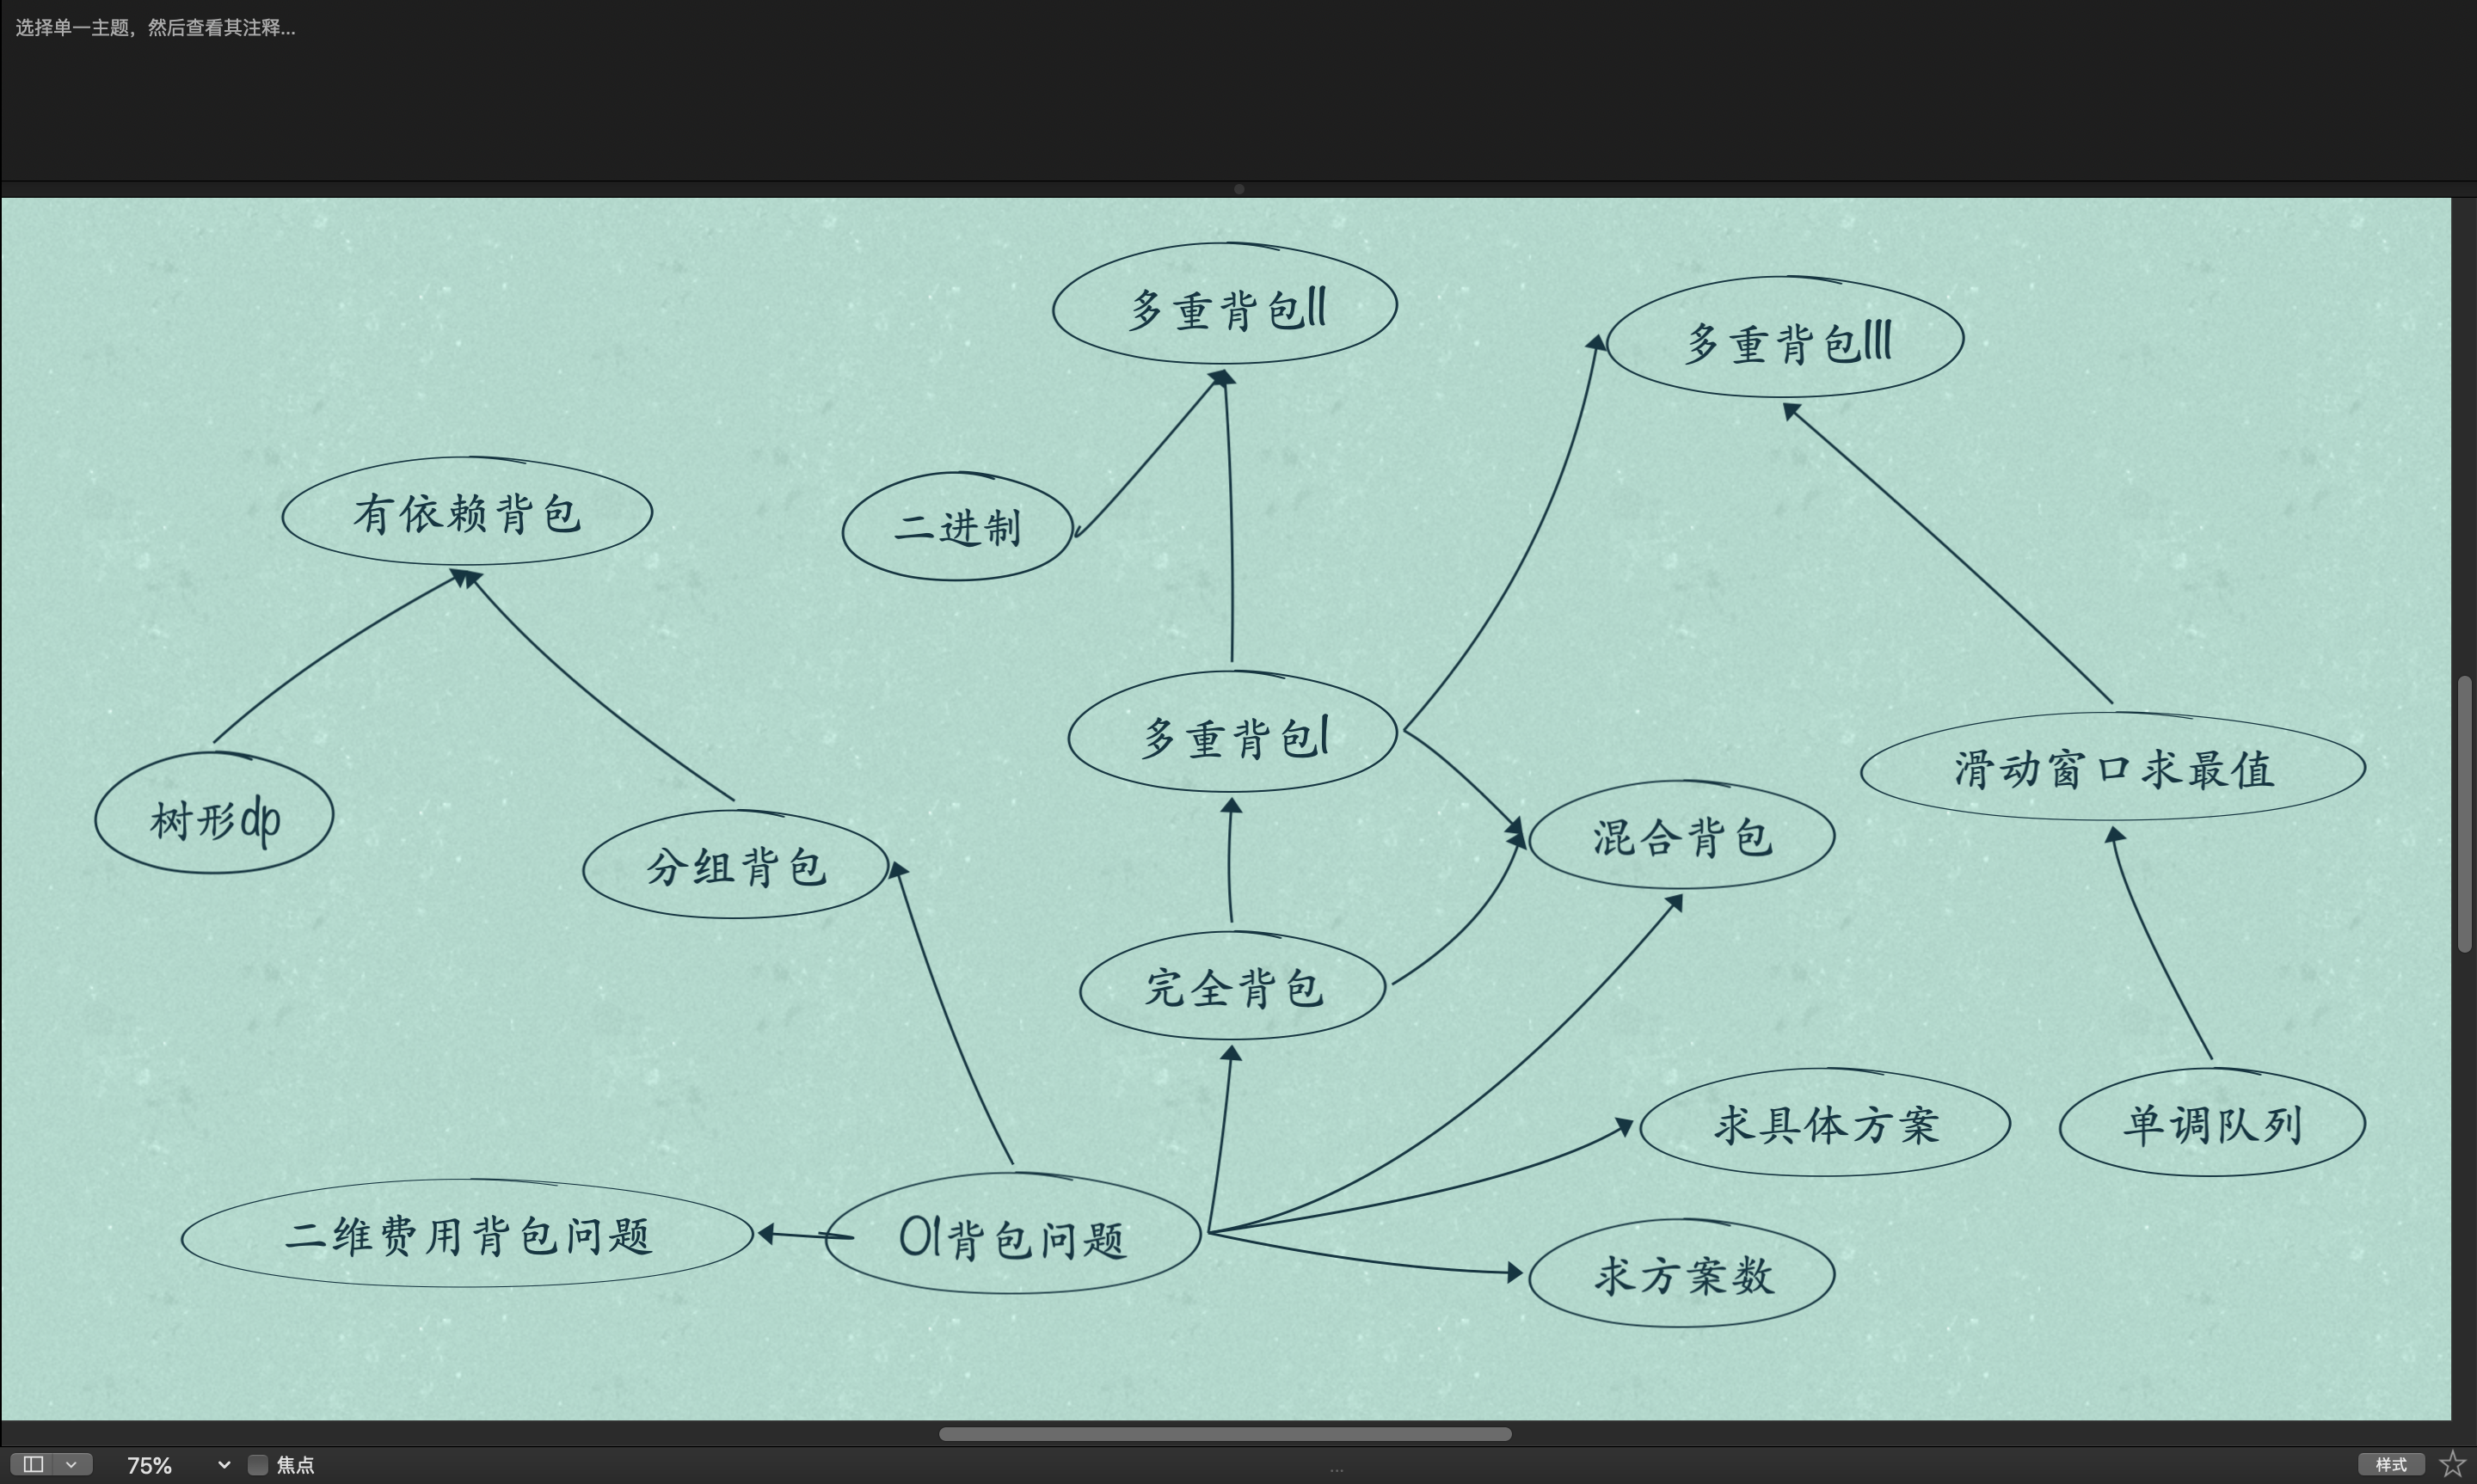 选择单一主题，然后查看其注释...
多重背包II
多重背包III
有依赖背包
二进制
多重背包I
滑动窗口求最值
树形dp
分组背包
混合背包
完全背包
求具体方案
单调队列
二维费用背包问题
01背包问题
求方案数
75%
焦点
样式